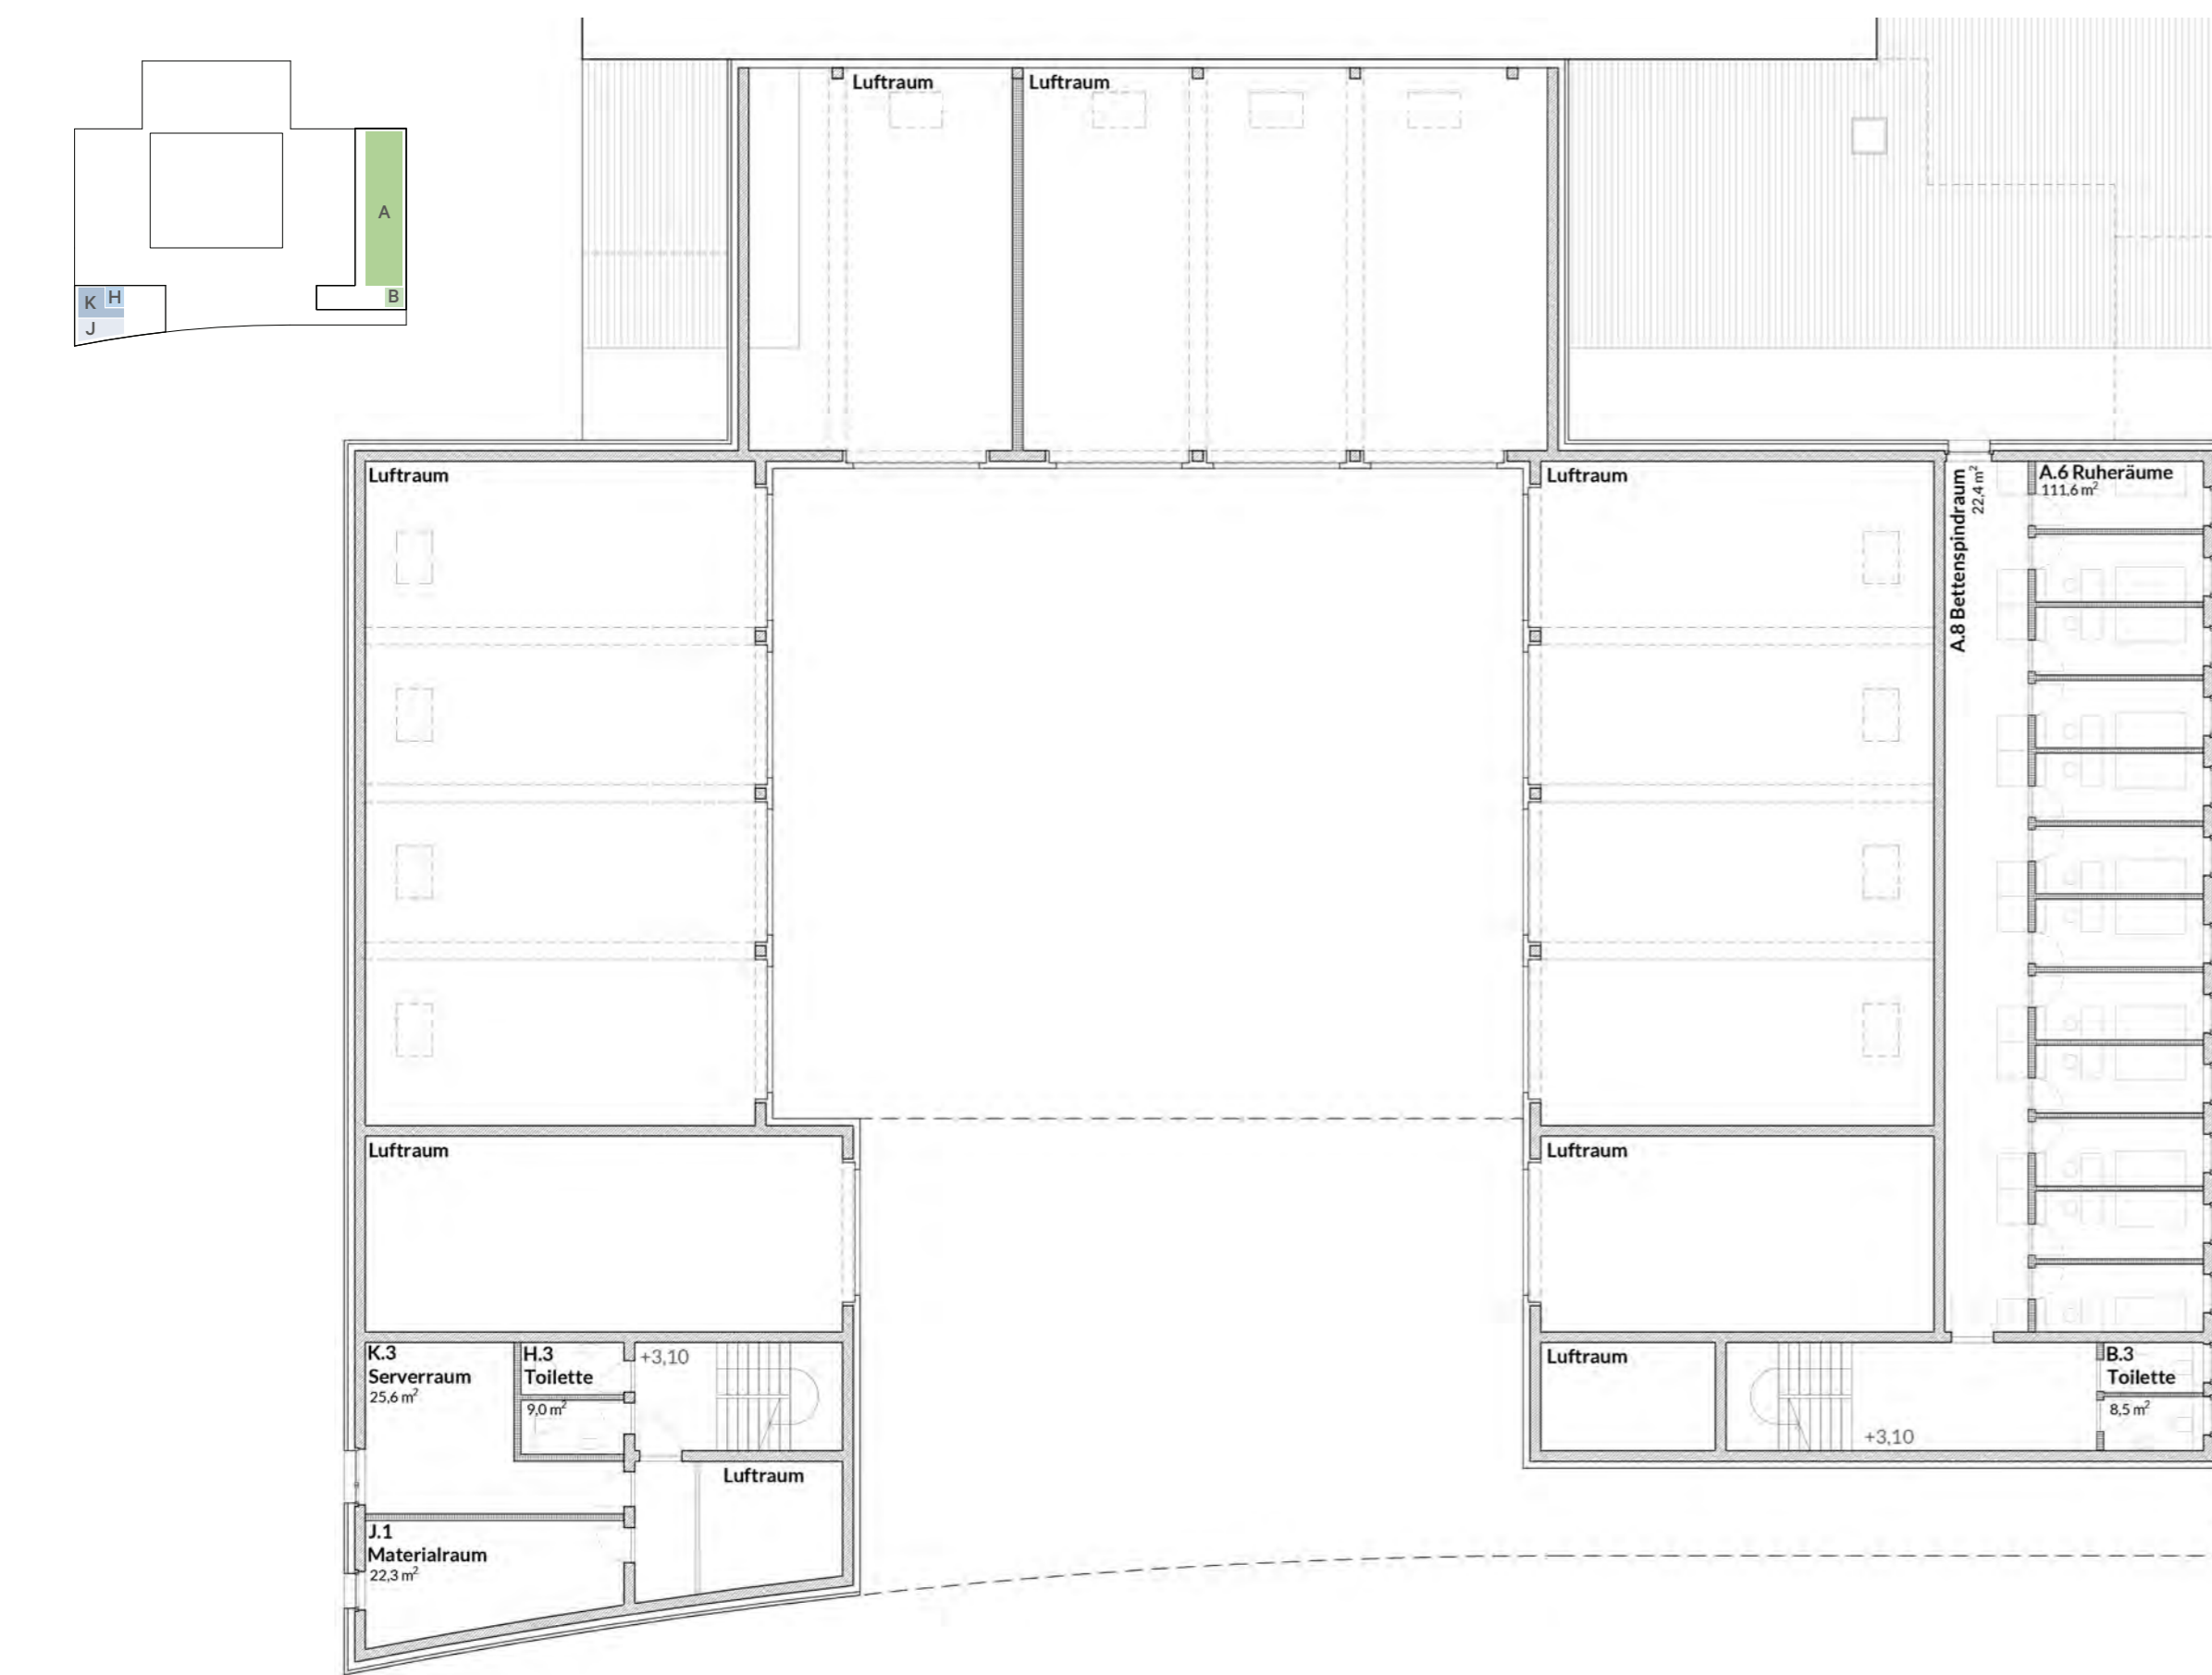 Luftraum
Luftraum
A
B
K
H
J
Luftraum
Luftraum
A.8 Bettenspindraum
22,4 m²
A.6 Ruheräume
111,6 m²
Luftraum
Luftraum
K.3
Serverraum
25,6 m²
H.3
Toilette
9,0 m²
+3,10
Luftraum
J.1
Materialraum
22,3 m²
Luftraum
+3,10
B.3
Toilette
8,5 m²